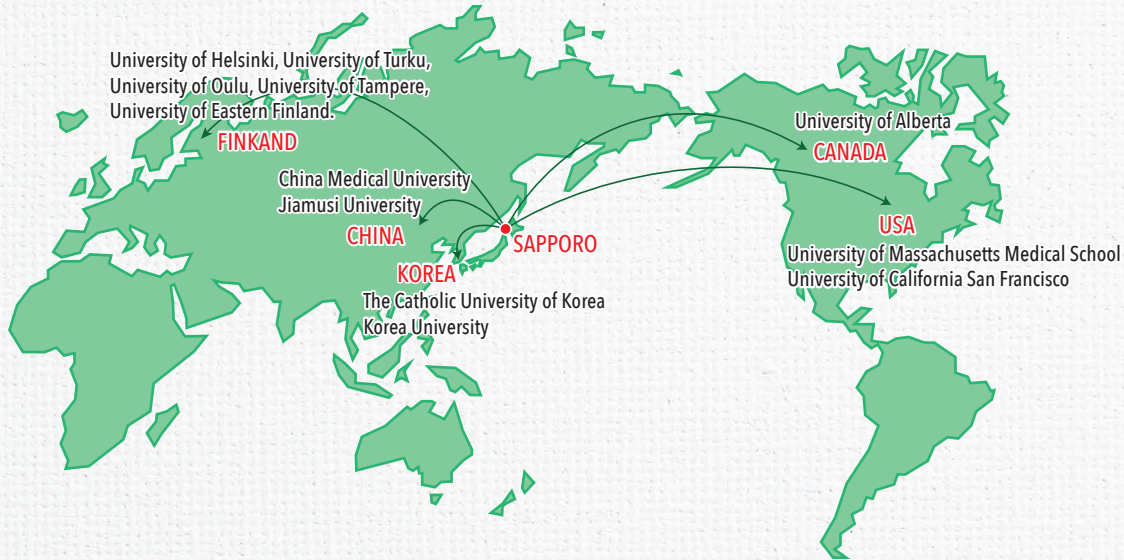 University of Helsinki, University of Turku,
University of Oulu, University of Tampere,
University of Eastern Finland.
FINKAND
University of Alberta
CANADA
China Medical University
Jiamusi University
CHINA
USA
SAPPORO
University of Massachusetts Medical School
University of California San Francisco
KOREA
The Catholic University of Korea
Korea University